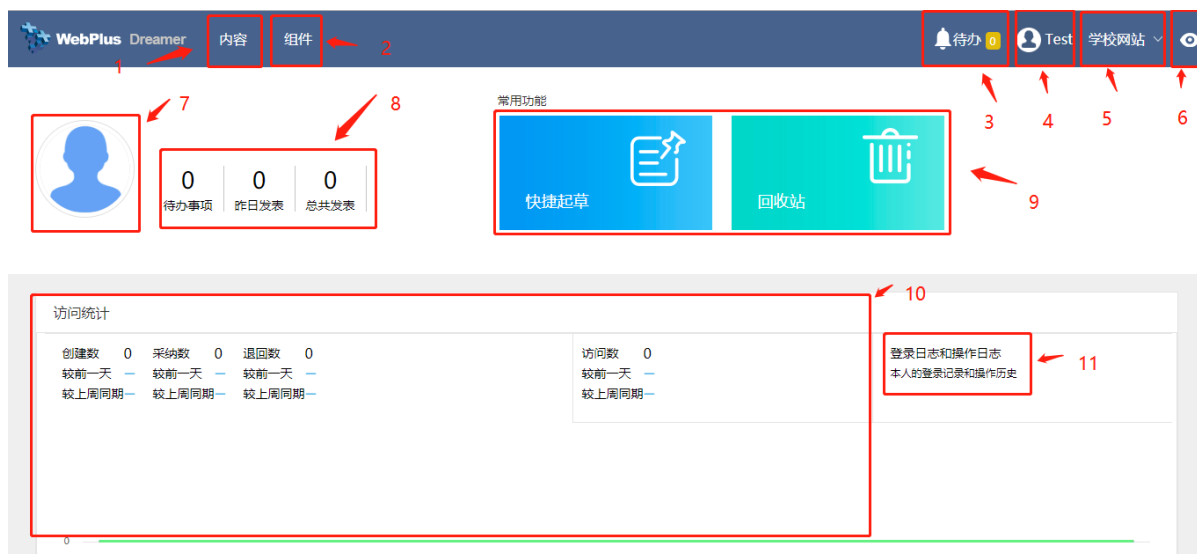 WebPlus Dreamer 内容 组件 待办 0 Test 学校网站
1 2 3 4 5 6
7 8
常用功能
0 0 0
待办事项 昨日发表 总共发表
快捷起草 回收站
9
10
访问统计
创建数 0 采纳数 0 退回数 0 访问数 0 登录日志和操作日志
11
较前一天 — 较前一天 — 较前一天 — 较前一天 — 本人的登录记录和操作历史
较上周同期— 较上周同期— 较上周同期— 较上周同期—
0